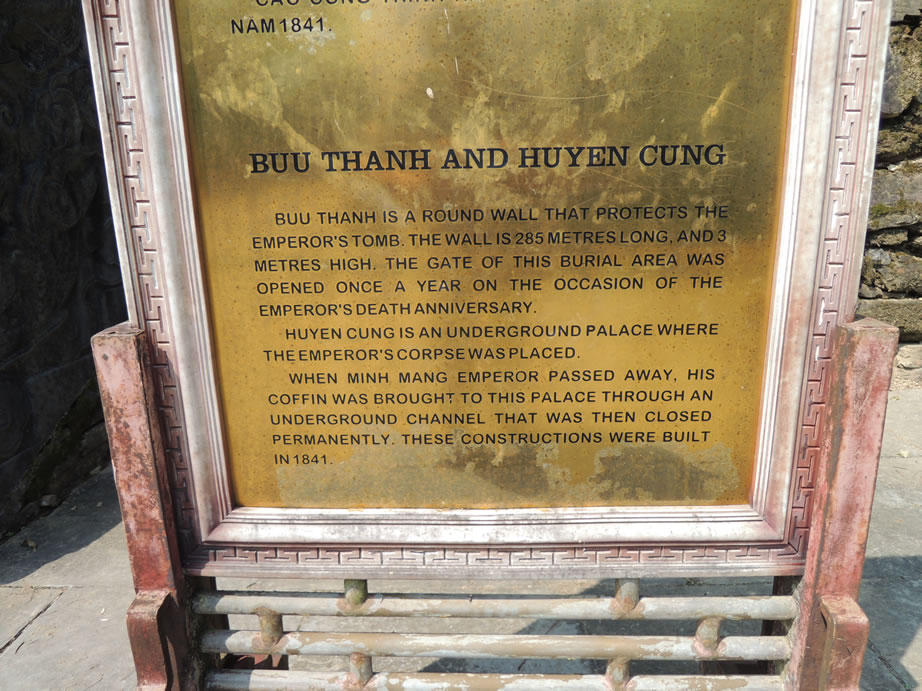 NĂM 1841.
BUU THANH AND HUYEN CUNG
BUU THANH IS A ROUND WALL THAT PROTECTS THE
EMPEROR'S TOMB. THE WALL IS 285 METRES LONG, AND 3
METRES HIGH. THE GATE OF THIS BURIAL AREA WAS
OPENED ONCE A YEAR ON THE OCCASION OF THE
EMPEROR'S DEATH ANNIVERSARY.
HUYEN CUNG IS AN UNDERGROUND PALACE WHERE
THE EMPEROR'S CORPSE WAS PLACED.
WHEN MINH MANG EMPEROR PASSED AWAY, HIS
COFFIN WAS BROUGHT TO THIS PALACE THROUGH AN
UNDERGROUND CHANNEL THAT WAS THEN CLOSED
PERMANENTLY. THESE CONSTRUCTIONS WERE BUILT
IN 1841.